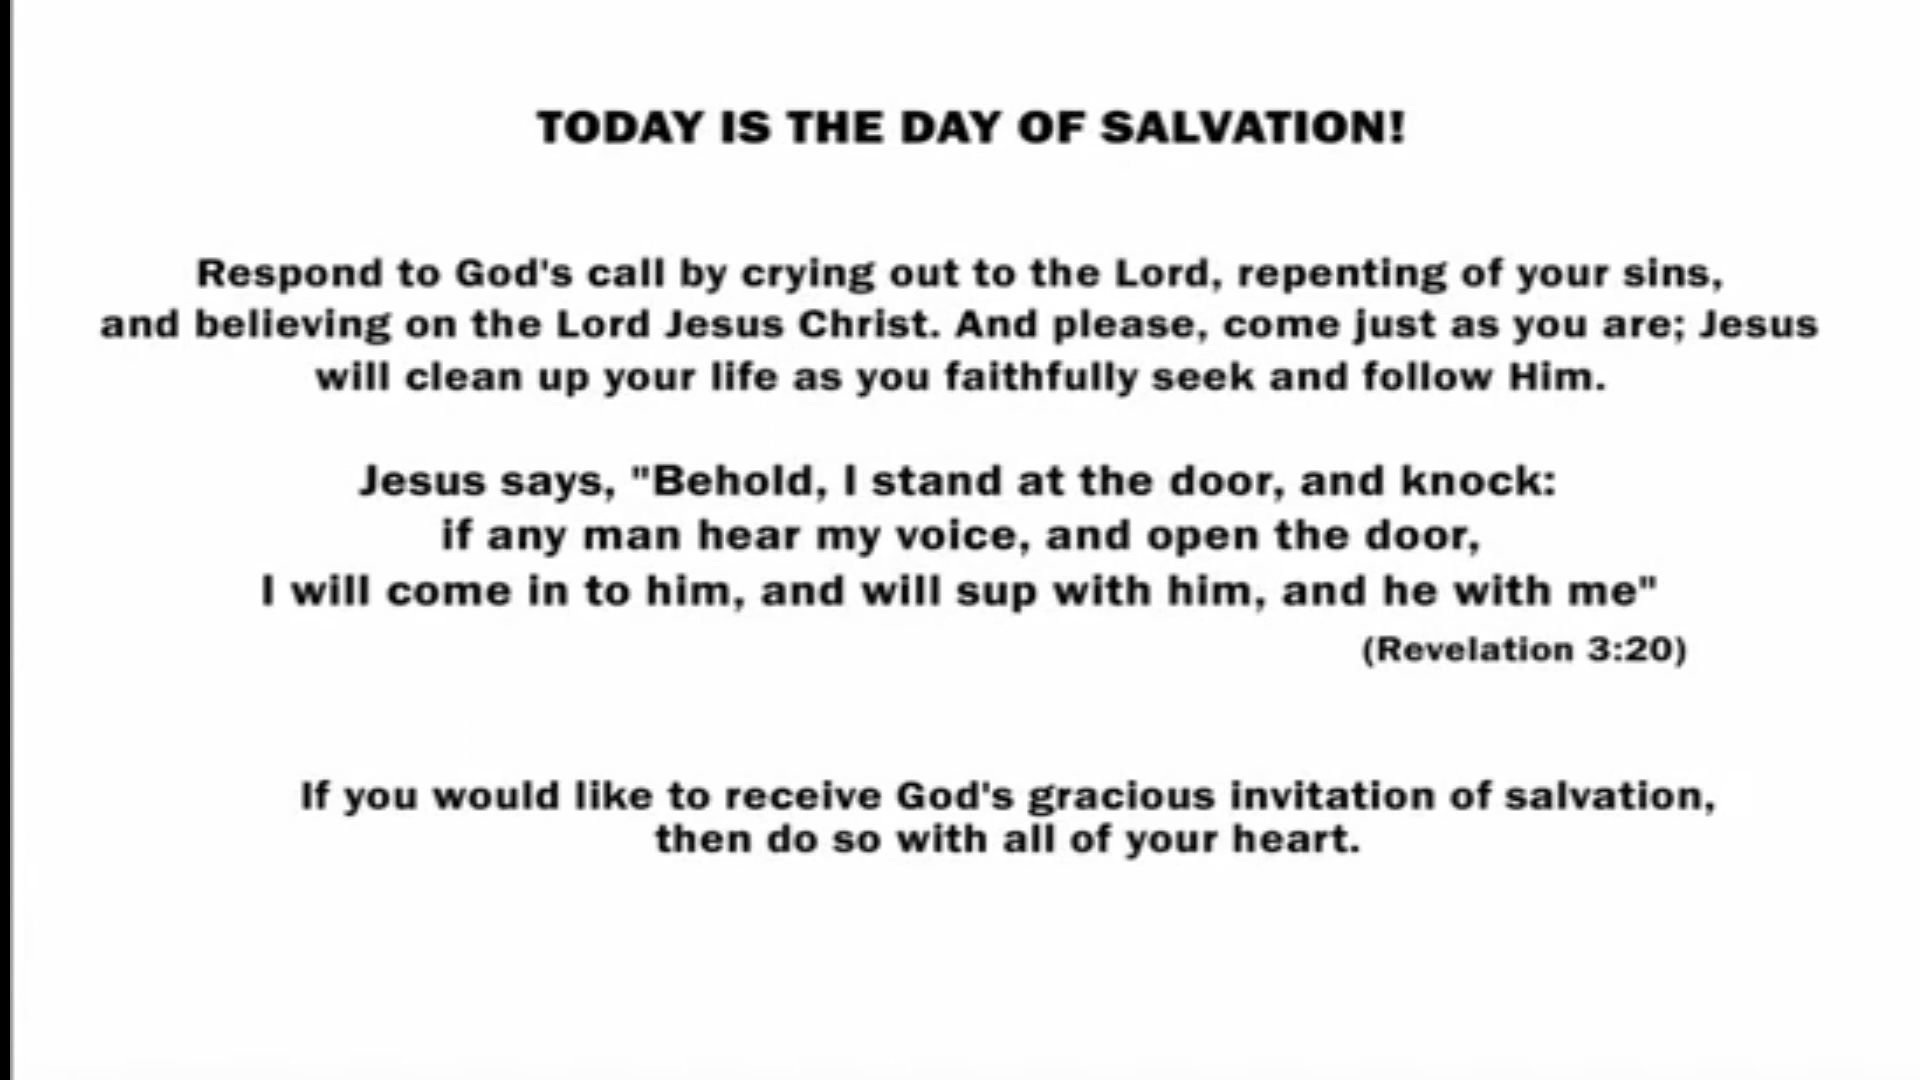 TODAY IS THE DAY OF SALVATION!
Respond to God's call by crying out to the Lord, repenting of your sins,
and believing on the Lord Jesus Christ. And please, come just as you are; Jesus
will clean up your life as you faithfully seek and follow Him.
Jesus says, "Behold, I stand at the door, and knock:
if any man hear my voice, and open the door,
I will come in to him, and will sup with him, and he with me"
(Revelation 3:20)
If you would like to receive God's gracious invitation of salvation,
then do so with all of your heart.